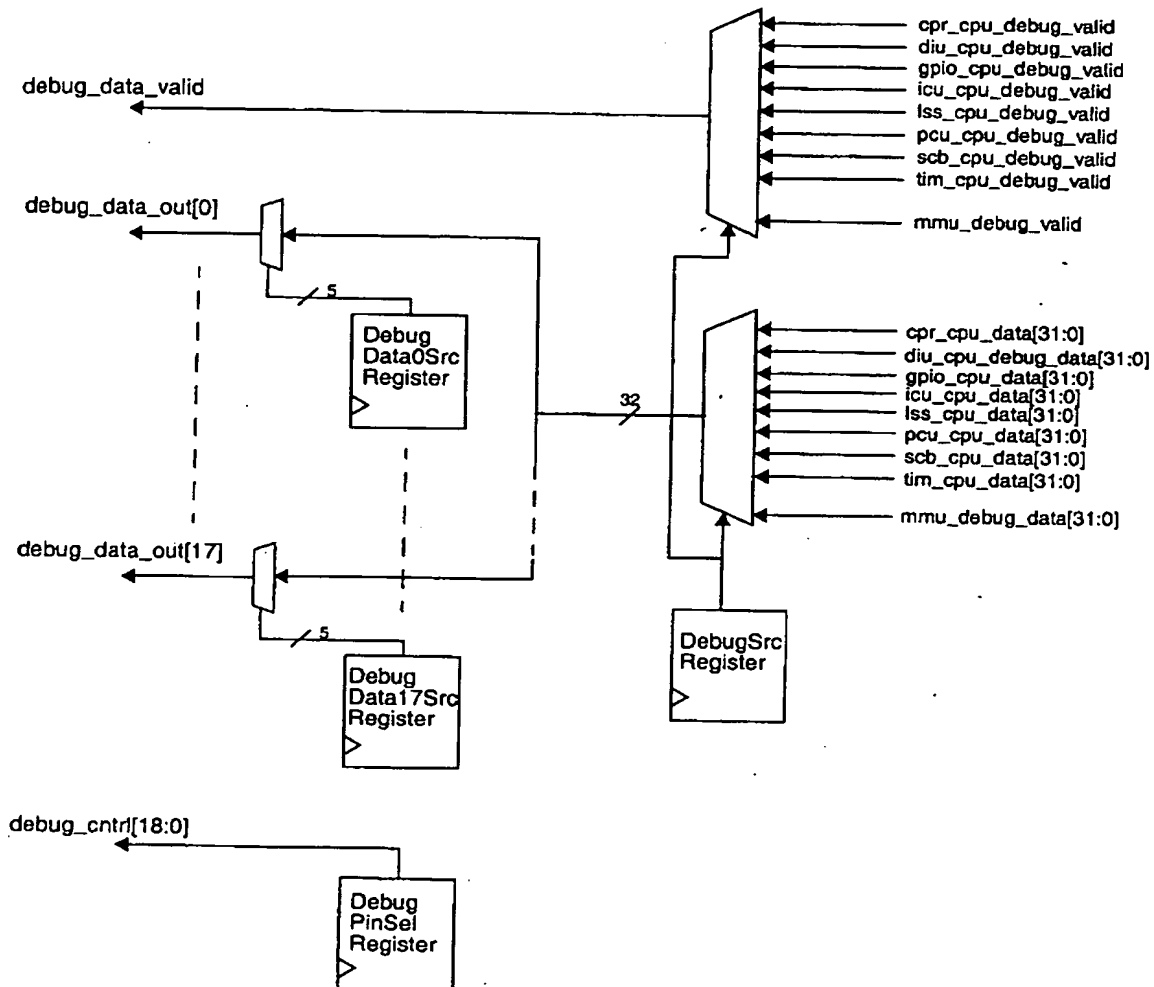 cpr_cpu_debug_valid
diu_cpu_debug_valid
gpio_cpu_debug_valid
icu_cpu_debug_valid
lss_cpu_debug_valid
pcu_cpu_debug_valid
scb_cpu_debug_valid
tim_cpu_debug_valid
mmu_debug_valid
debug_data_valid
debug_data_out[0]
5
Debug
Data0Src
Register
32
cpr_cpu_data[31:0]
diu_cpu_debug_data[31:0]
gpio_cpu_data[31:0]
icu_cpu_data[31:0]
lss_cpu_data[31:0]
pcu_cpu_data[31:0]
scb_cpu_data[31:0]
tim_cpu_data[31:0]
mmu_debug_data[31:0]
debug_data_out[17]
5
Debug
Data17Src
Register
DebugSrc
Register
debug_cntrl[18:0]
Debug
PinSel
Register